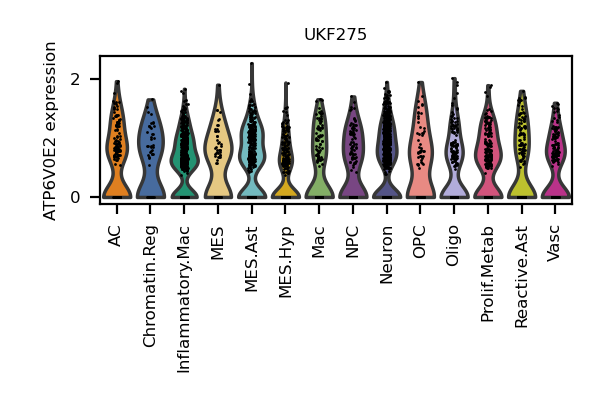 UKF275
ATP6V0E2 expression
2
0
AC
Chromatin.Reg
Inflammatory.Mac
MES
MES.Ast
MES.Hyp
Mac
NPC
Neuron
OPC
Oligo
Prolif.Metab
Reactive.Ast
Vasc